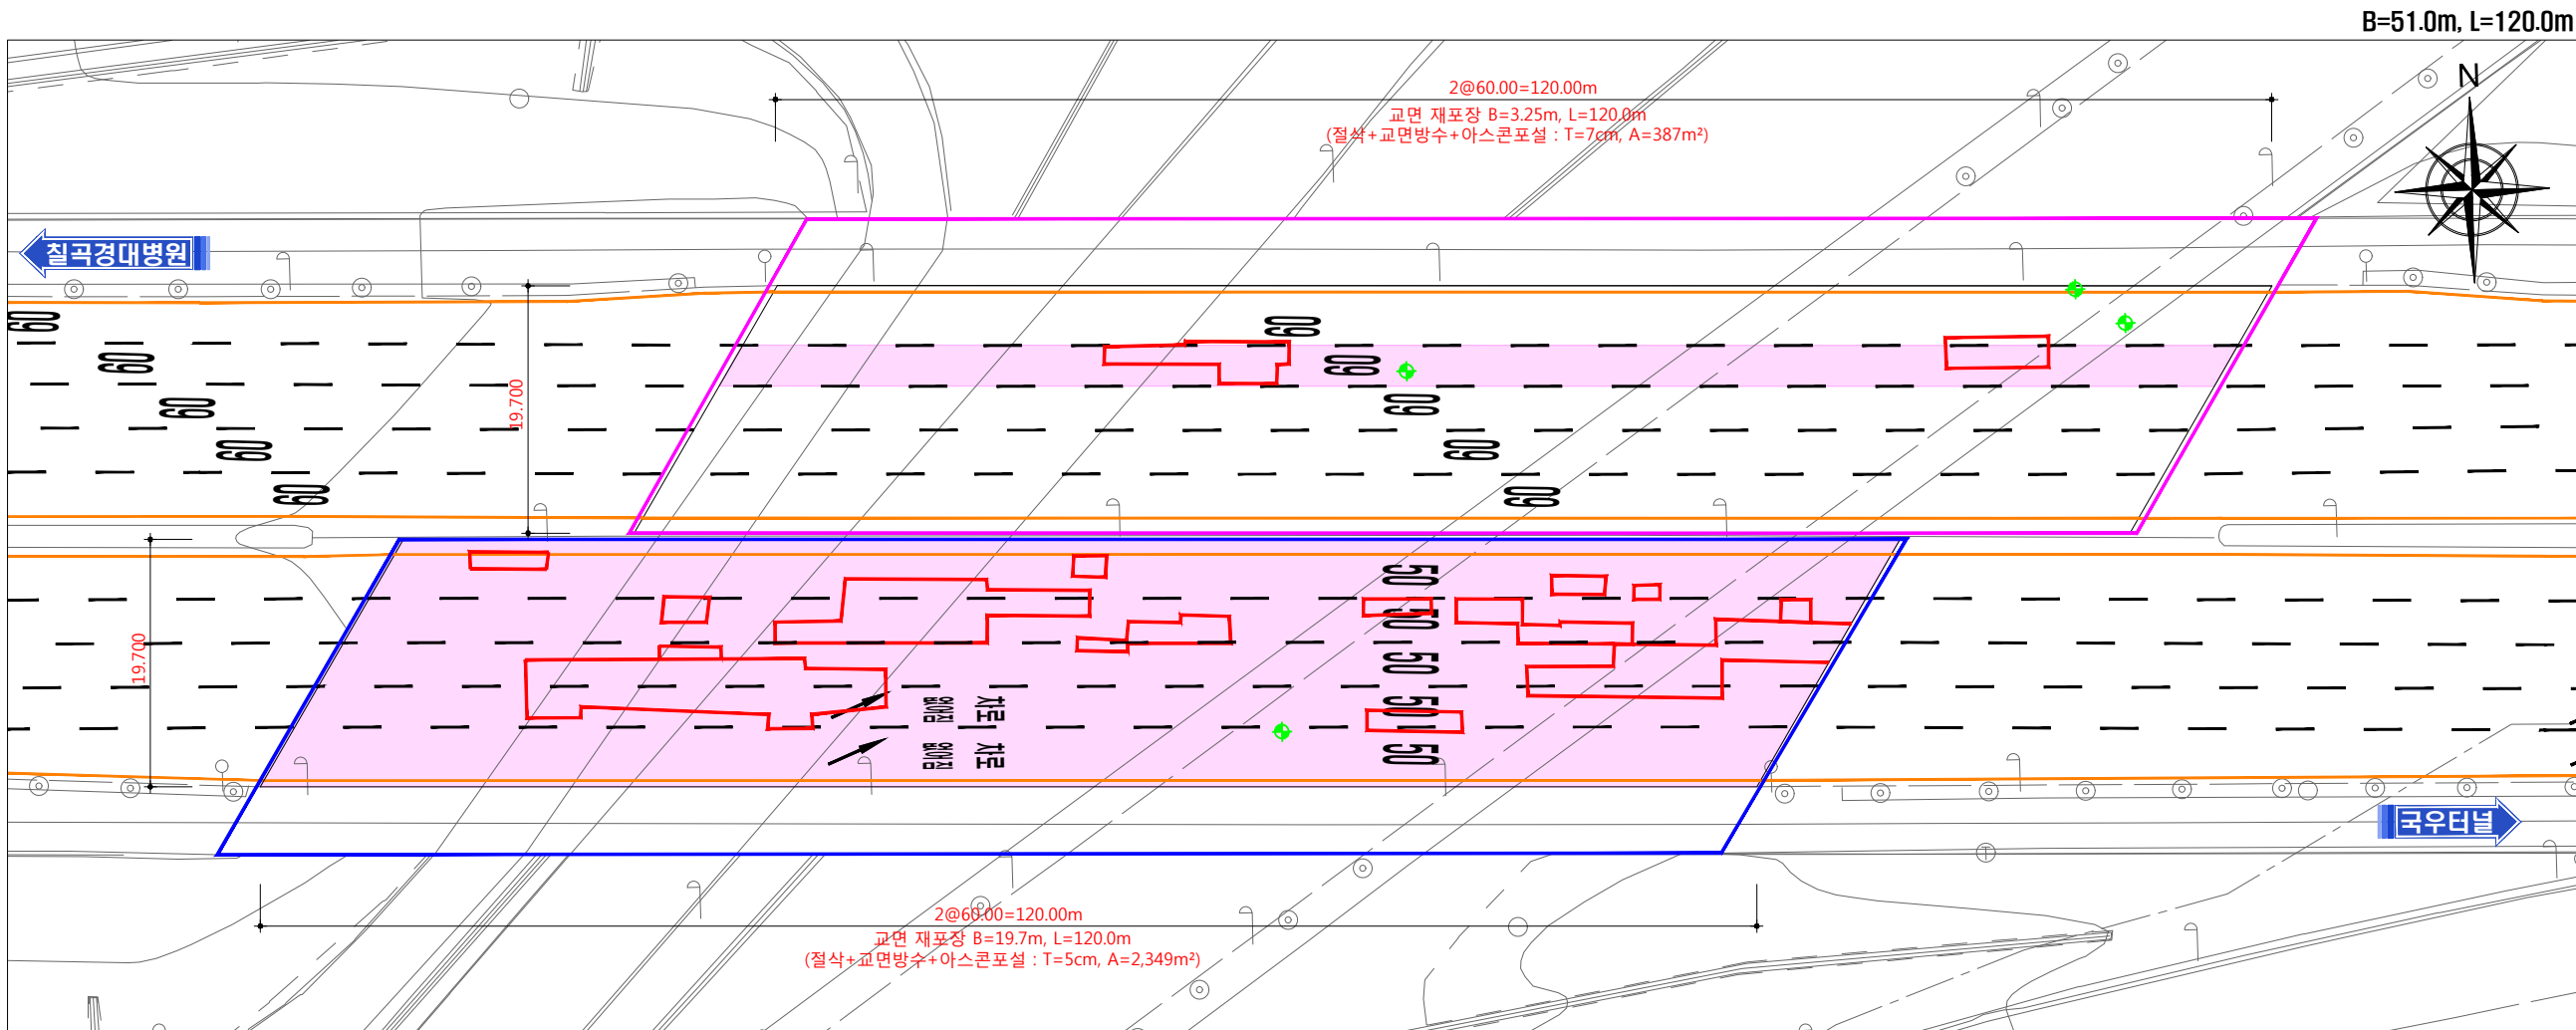 B=51.0m, L=120.0m
N
2@60.00=120.00m
교면 재포장 B=3.25m, L=120.0m
(절삭+교면방수+아스콘포설 : T=7cm, A=387m²)
칠곡경대병원
60
60
60
60
60
60
60
60
60
60
19.700
19.700
50
50
50
50
50
차로
차로
국우터널
2@60.00=120.00m
교면 재포장 B=19.7m, L=120.0m
(절삭+교면방수+아스콘포설 : T=5cm, A=2,349m²)